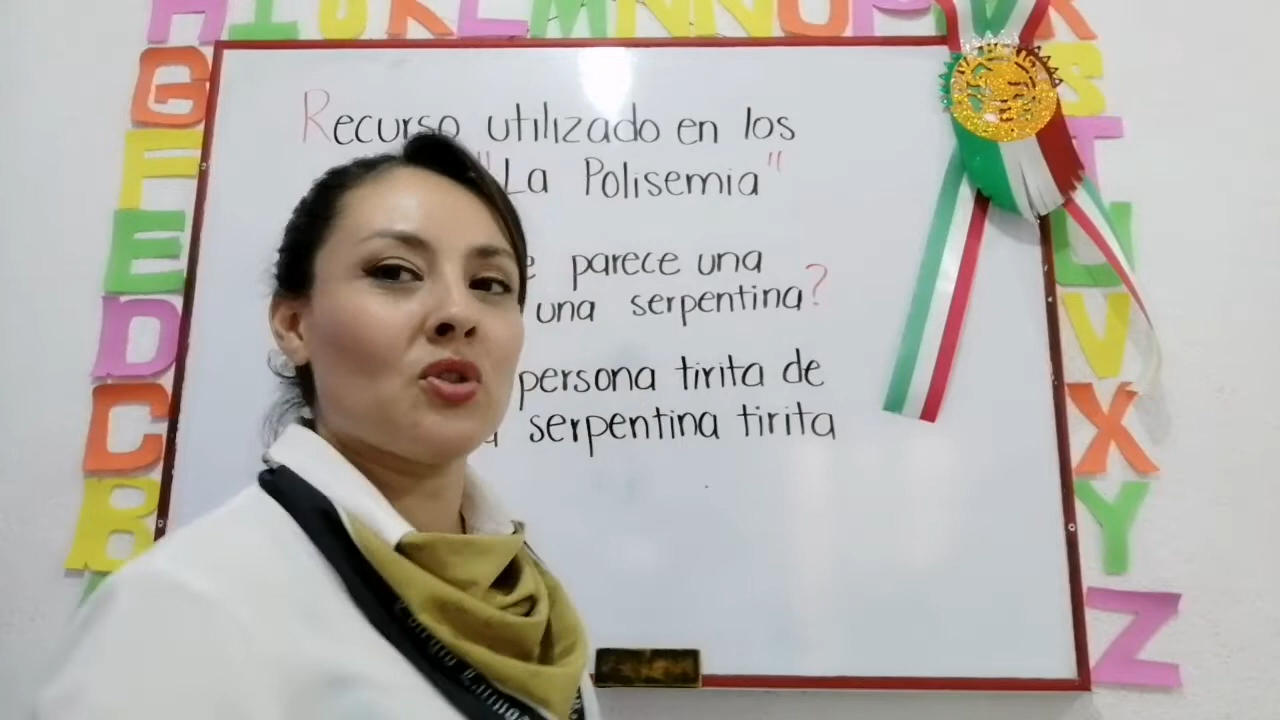 H I J K L M N Ñ O P
Recurso utilizado en los
"La Polisemia"
parece una
una serpentina?
persona tirita de
serpentina tirita
G
F
E
D
C
B
S
T
U
V
X
Y
Z